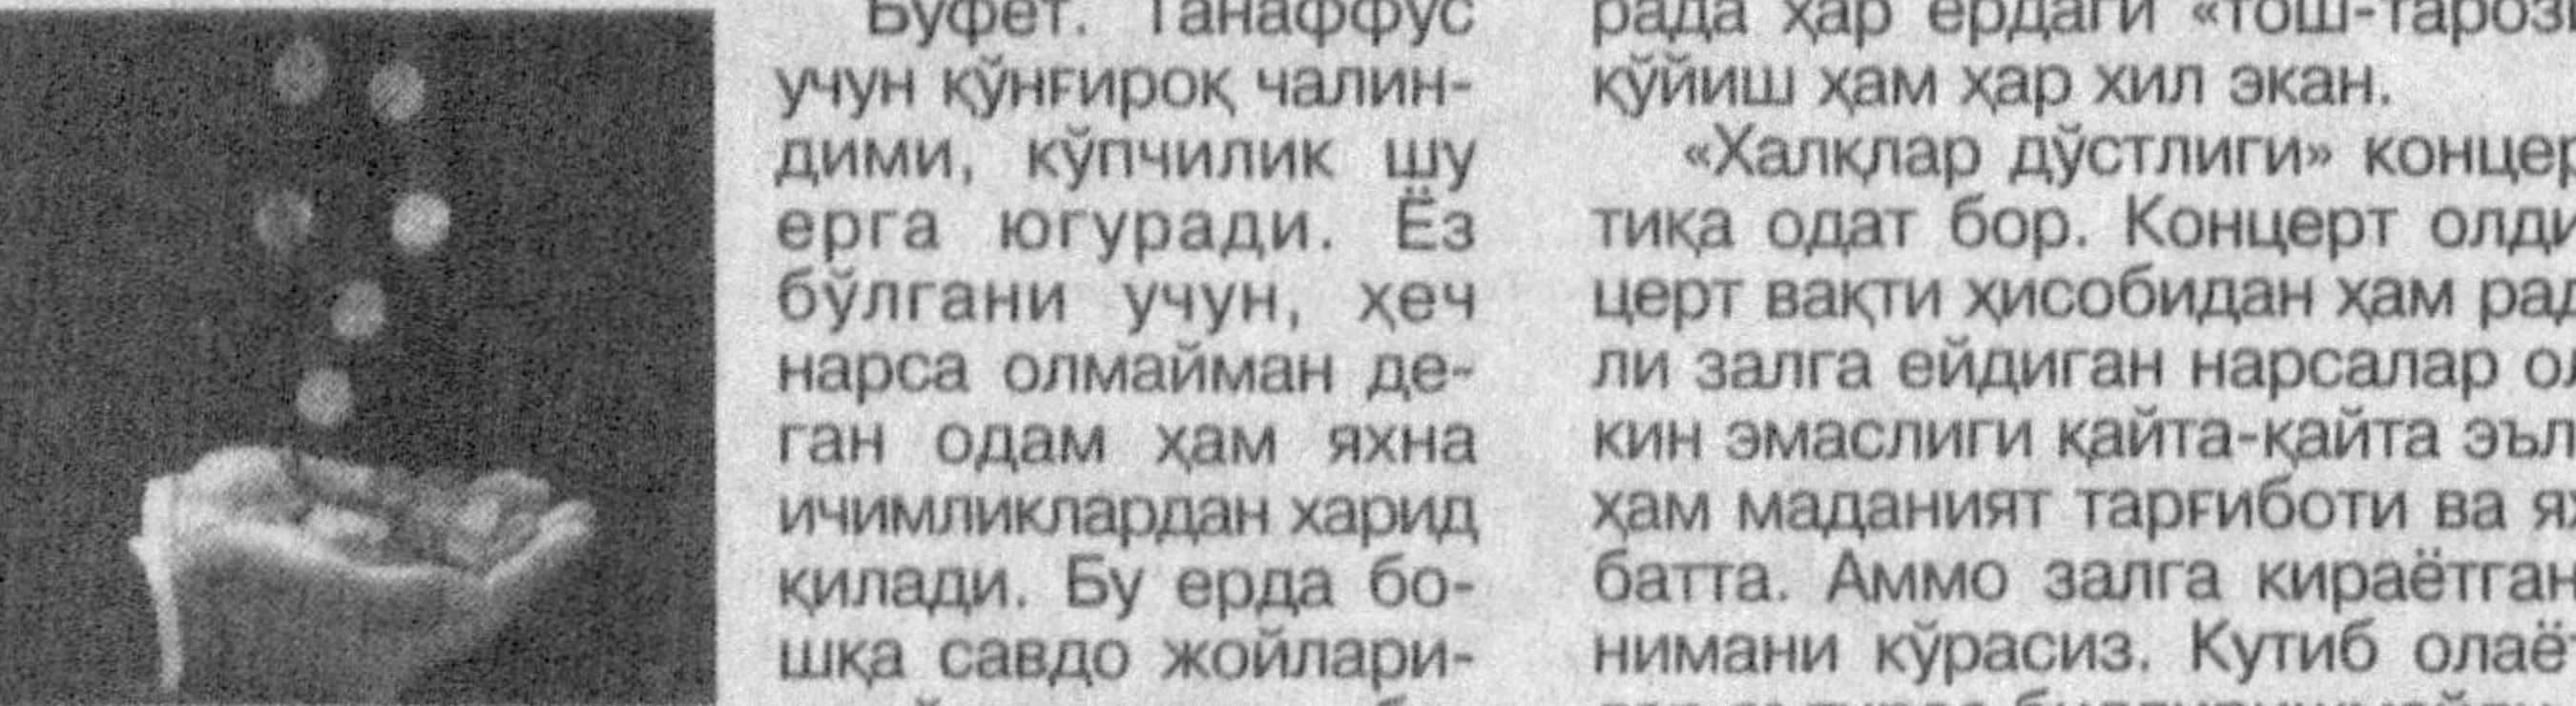 Буфет. Танаффус
учун қўнғироқ чалин-
дими, кўпчилик шу
ерга югуради. Ёз
бўлгани учун, ҳеч
нарса олмайман де-
ган одам ҳам яхна
ичимликлардан харид
қилади. Бу ерда бо-
шқа савдо жойлари-
рада ҳар ердаги «тош-тарози
қўйиш ҳам ҳар хил экан.
«Халқлар дўстлиги» концер
тиқа одат бор. Концерт олди
церт вақти ҳисобидан ҳам рад
ли залга ейдиган нарсалар ол
кин эмаслиги қайта-қайта эъл
ҳам маданият тарғиботи ва я
батта. Аммо залга кираётган
нимани кўрасиз. Кутиб олаё